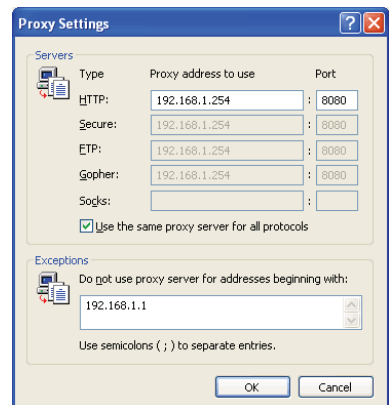 Proxy Settings
Servers
Type Proxy address to use Port
HTTP: 192.168.1.254 : 8080
Secure: 192.168.1.254 : 8080
FTP: 192.168.1.254 : 8080
Gopher: 192.168.1.254 : 8080
Socks: :
Use the same proxy server for all protocols
Exceptions
Do not use proxy server for addresses beginning with:
192.168.1.1
Use semicolons ( ; ) to separate entries.
OK Cancel